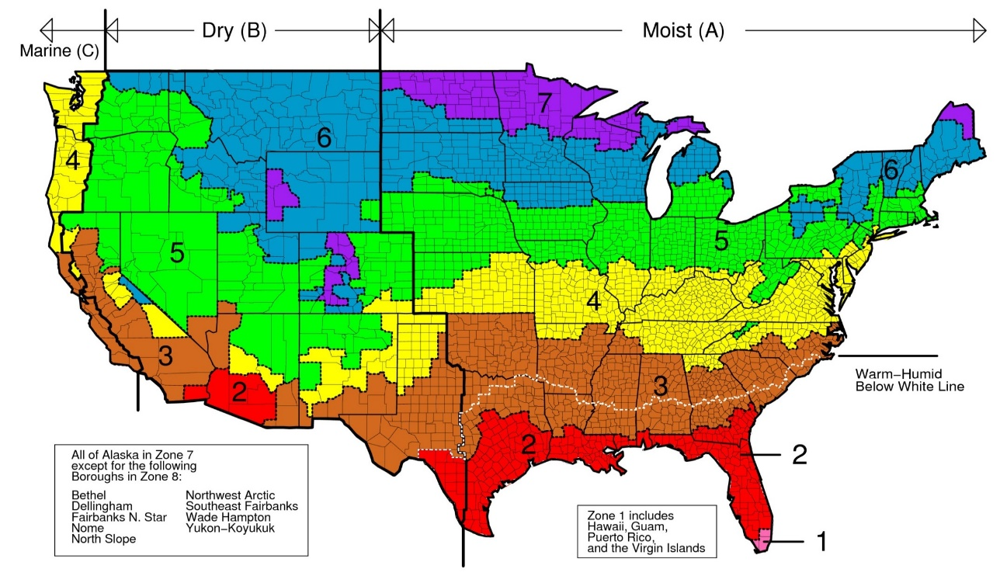 Marine (C)
Dry (B)
Moist (A)
7
6
4
6
5
5
4
3
3
2
2
2
1
Warm–Humid
Below White Line
All of Alaska in Zone 7
except for the following
Boroughs in Zone 8:
Bethel
Dellingham
Fairbanks N. Star
Nome
North Slope
Northwest Arctic
Southeast Fairbanks
Wade Hampton
Yukon–Koyukuk
Zone 1 includes
Hawaii, Guam,
Puerto Rico,
and the Virgin Islands